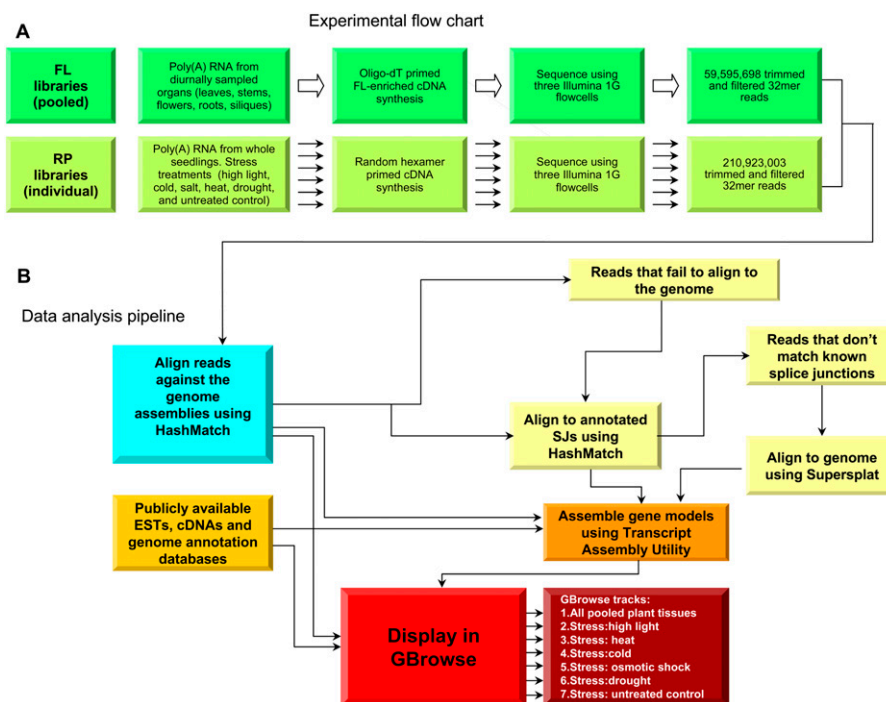 Experimental flow chart
A
FL
libraries
(pooled)
Poly(A) RNA from
diurnally sampled
organs (leaves, stems,
flowers, roots, siliques)
Oligo-dT primed
FL-enriched cDNA
synthesis
Sequence using
three Illumina 1G
flowcells
59,595,698 trimmed
and filtered 32mer
reads
RP
libraries
(individual)
Poly(A) RNA from whole
seedlings. Stress
treatments (high light,
cold, salt, heat, drought,
and untreated control)
Random hexamer
primed cDNA
synthesis
Sequence using
three Illumina 1G
flowcells
210,923,003
trimmed and filtered
32mer reads
B
Data analysis pipeline
Reads that fail to align to
the genome
Align reads
against the
genome
assemblies using
HashMatch
Reads that don't
match known
splice junctions
Align to annotated
SJs using
HashMatch
Align to genome
using Supersplat
Publicly available
ESTs, cDNAs and
genome annotation
databases
Assemble gene models
using Transcript
Assembly Utility
Display in
GBrowse
GBrowse tracks:
1.All pooled plant tissues
2.Stress:high light
3.Stress: heat
4.Stress:cold
5.Stress: osmotic shock
6.Stress:drought
7.Stress: untreated control